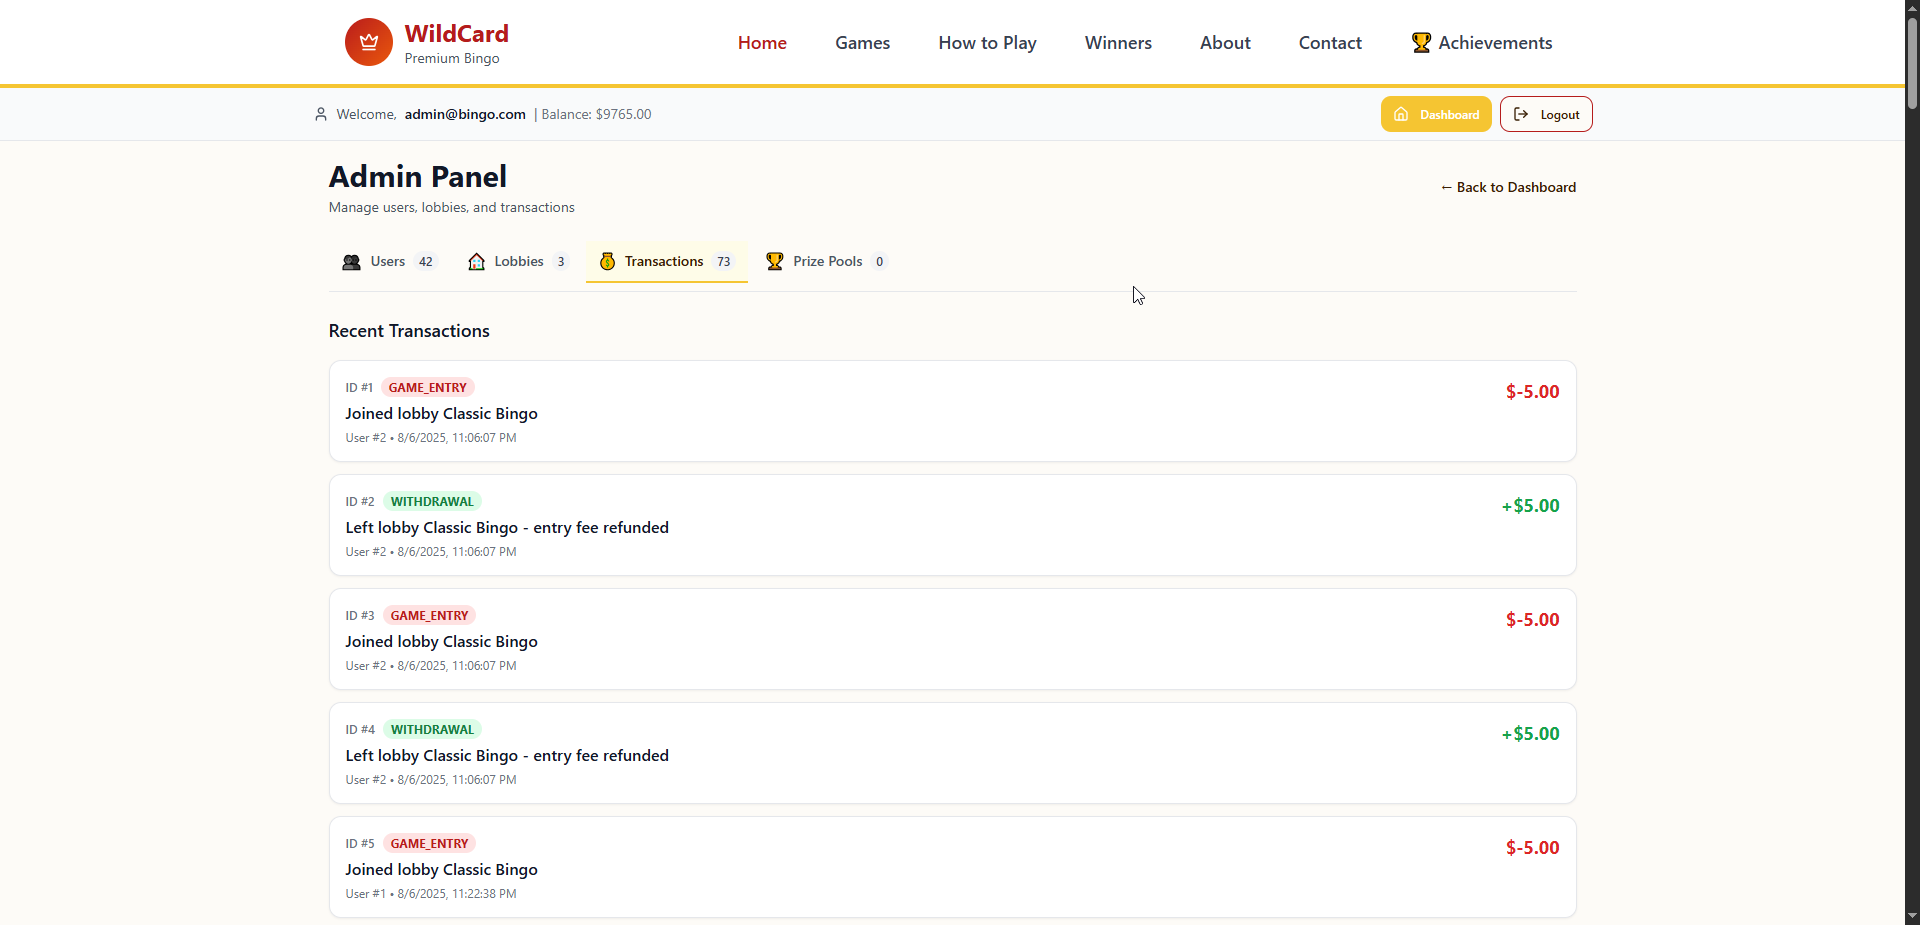 WildCard
Premium Bingo
Home
Games
How to Play
Winners
About
Contact
Achievements
Welcome, admin@bingo.com | Balance: $9765.00
Dashboard
Logout
Admin Panel
Manage users, lobbies, and transactions
← Back to Dashboard
Users 42
Lobbies 3
Transactions 73
Prize Pools 0
Recent Transactions
ID #1 GAME_ENTRY
$-5.00
Joined lobby Classic Bingo
User #2 • 8/6/2025, 11:06:07 PM
ID #2 WITHDRAWAL
+$5.00
Left lobby Classic Bingo - entry fee refunded
User #2 • 8/6/2025, 11:06:07 PM
ID #3 GAME_ENTRY
$-5.00
Joined lobby Classic Bingo
User #2 • 8/6/2025, 11:06:07 PM
ID #4 WITHDRAWAL
+$5.00
Left lobby Classic Bingo - entry fee refunded
User #2 • 8/6/2025, 11:06:07 PM
ID #5 GAME_ENTRY
$-5.00
Joined lobby Classic Bingo
User #1 • 8/6/2025, 11:22:38 PM